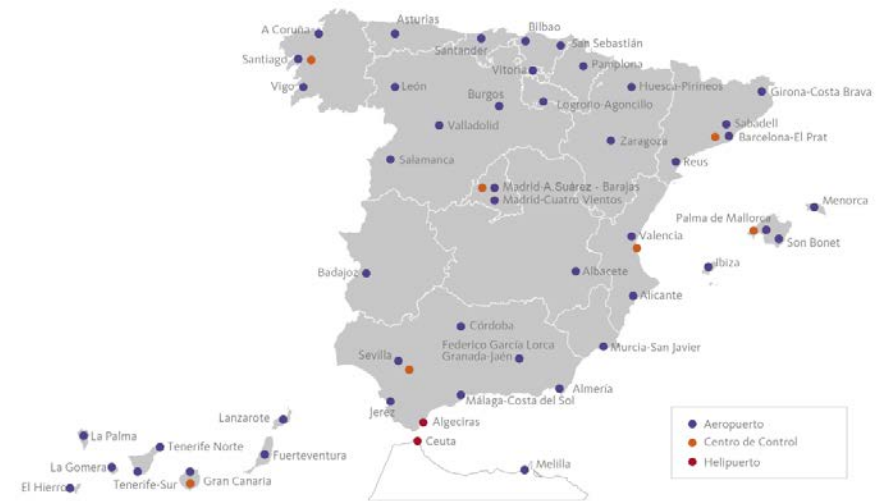 Asturias
A Coruña
Bilbao
Santander
San Sebastián
Santiago
Vitoria
Pamplona
Vigo
León
Huesca-Pirineos
Girona-Costa Brava
Burgos
Logroño-Agoncillo
Valladolid
Sabadell
Zaragoza
Barcelona-El Prat
Salamanca
Reus
Madrid-A.Suárez - Barajas
Madrid-Cuatro Vientos
Menorca
Palma de Mallorca
Valencia
Son Bonet
Ibiza
Badajoz
Albacete
Alicante
Córdoba
Federico García Lorca
Granada-Jaén
Murcia-San Javier
Sevilla
Almería
Málaga-Costa del Sol
Jerez
Lanzarote
Algeciras
Ceuta
La Palma
Tenerife Norte
Fuerteventura
La Gomera
Melilla
El Hierro
Tenerife-Sur
Gran Canaria
Aeropuerto
Centro de Control
Helipuerto